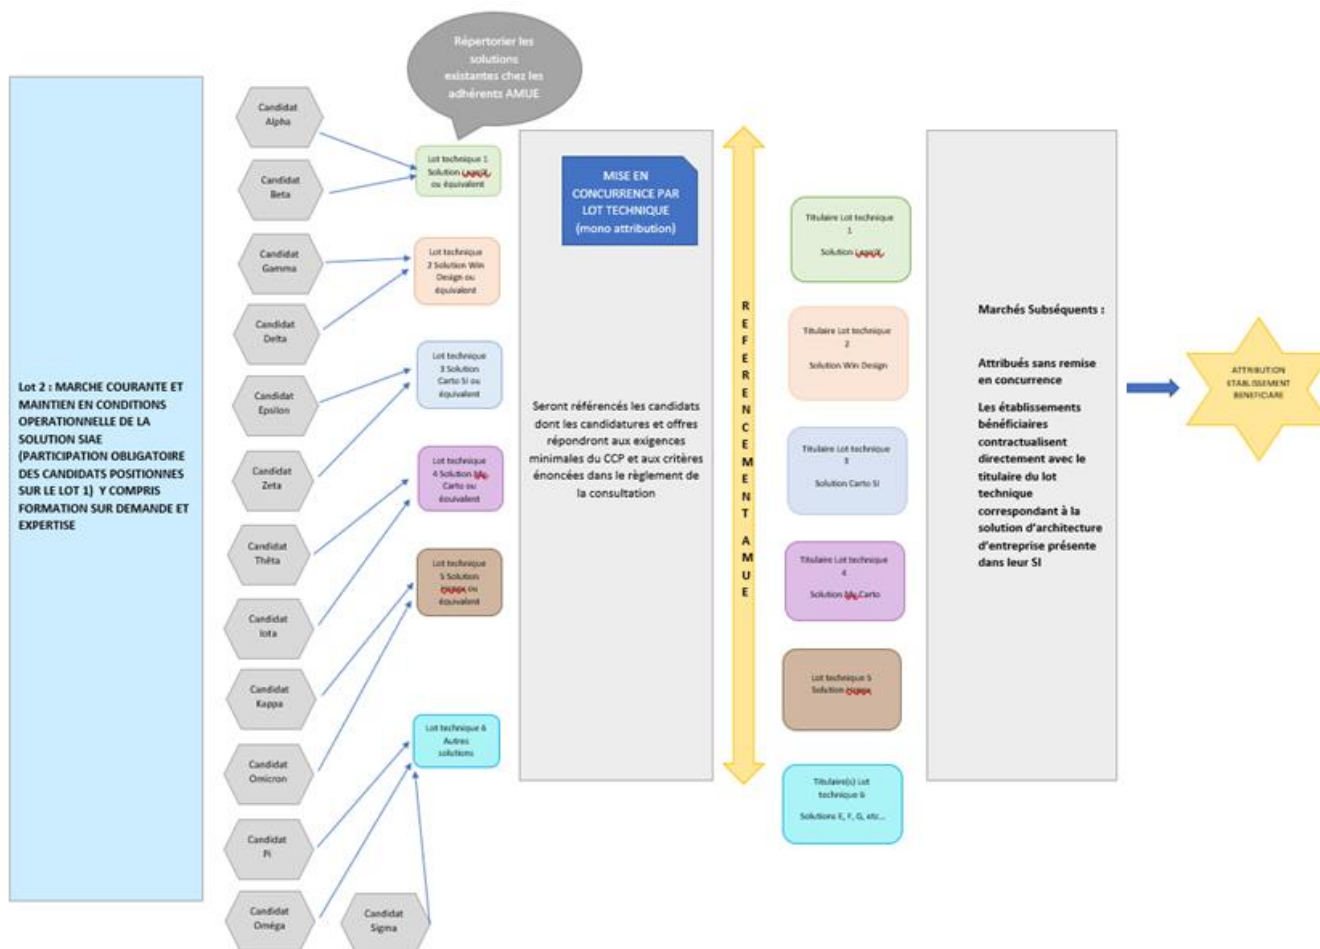 Répertorier les
solutions
existantes chez les
adhérents AMUE
Lot 2 : MARCHE COURANTE ET
MAINTIEN EN CONDITIONS
OPERATIONNELLE DE LA
SOLUTION SIAE
(PARTICIPATION OBLIGATOIRE
DES CANDIDATS POSITIONNES
SUR LE LOT 1) Y COMPRIS
FORMATION SUR DEMANDE ET
EXPERTISE
Candidat
Alpha
Candidat
Beta
Candidat
Gamma
Candidat
Delta
Candidat
Epsilon
Candidat
Zeta
Candidat
Thêta
Candidat
Iota
Candidat
Kappa
Candidat
Omicron
Candidat
Pi
Candidat
Oméga
Candidat
Sigma
Lot technique 1
Solution
ou équivalent
Lot technique
2 Solution Win
Design ou
équivalent
Lot technique
3 Solution
Carto SI ou
équivalent
Lot technique
4 Solution
Carto ou
équivalent
Lot technique
5 Solution
ou
équivalent
Lot technique 6
Autres
solutions
MISE EN
CONCURRENCE PAR
LOT TECHNIQUE
(mono attribution)
Seront référencés les candidats
dont les candidatures et offres
répondront aux exigences
minimales du CCP et aux critères
énoncées dans le règlement de
la consultation
REFERENCEMENT AMUE
Titulaire Lot technique
1
Solution
Titulaire Lot technique
2
Solution Win Design
Titulaire Lot technique
3
Solution Carto SI
Titulaire Lot technique
4
Solution Carto
Lot technique 5
Solution
Titulaire(s) Lot
technique 6
Solutions E, F, G, etc...
Marchés Subséquents :
Attribués sans remise
en concurrence
Les établissements
bénéficiaires
contractualisent
directement avec le
titulaire du lot
technique
correspondant à la
solution d'architecture
d'entreprise présente
dans leur SI
ATTRIBUTION
ETABLISSEMENT
BENEFICIARE